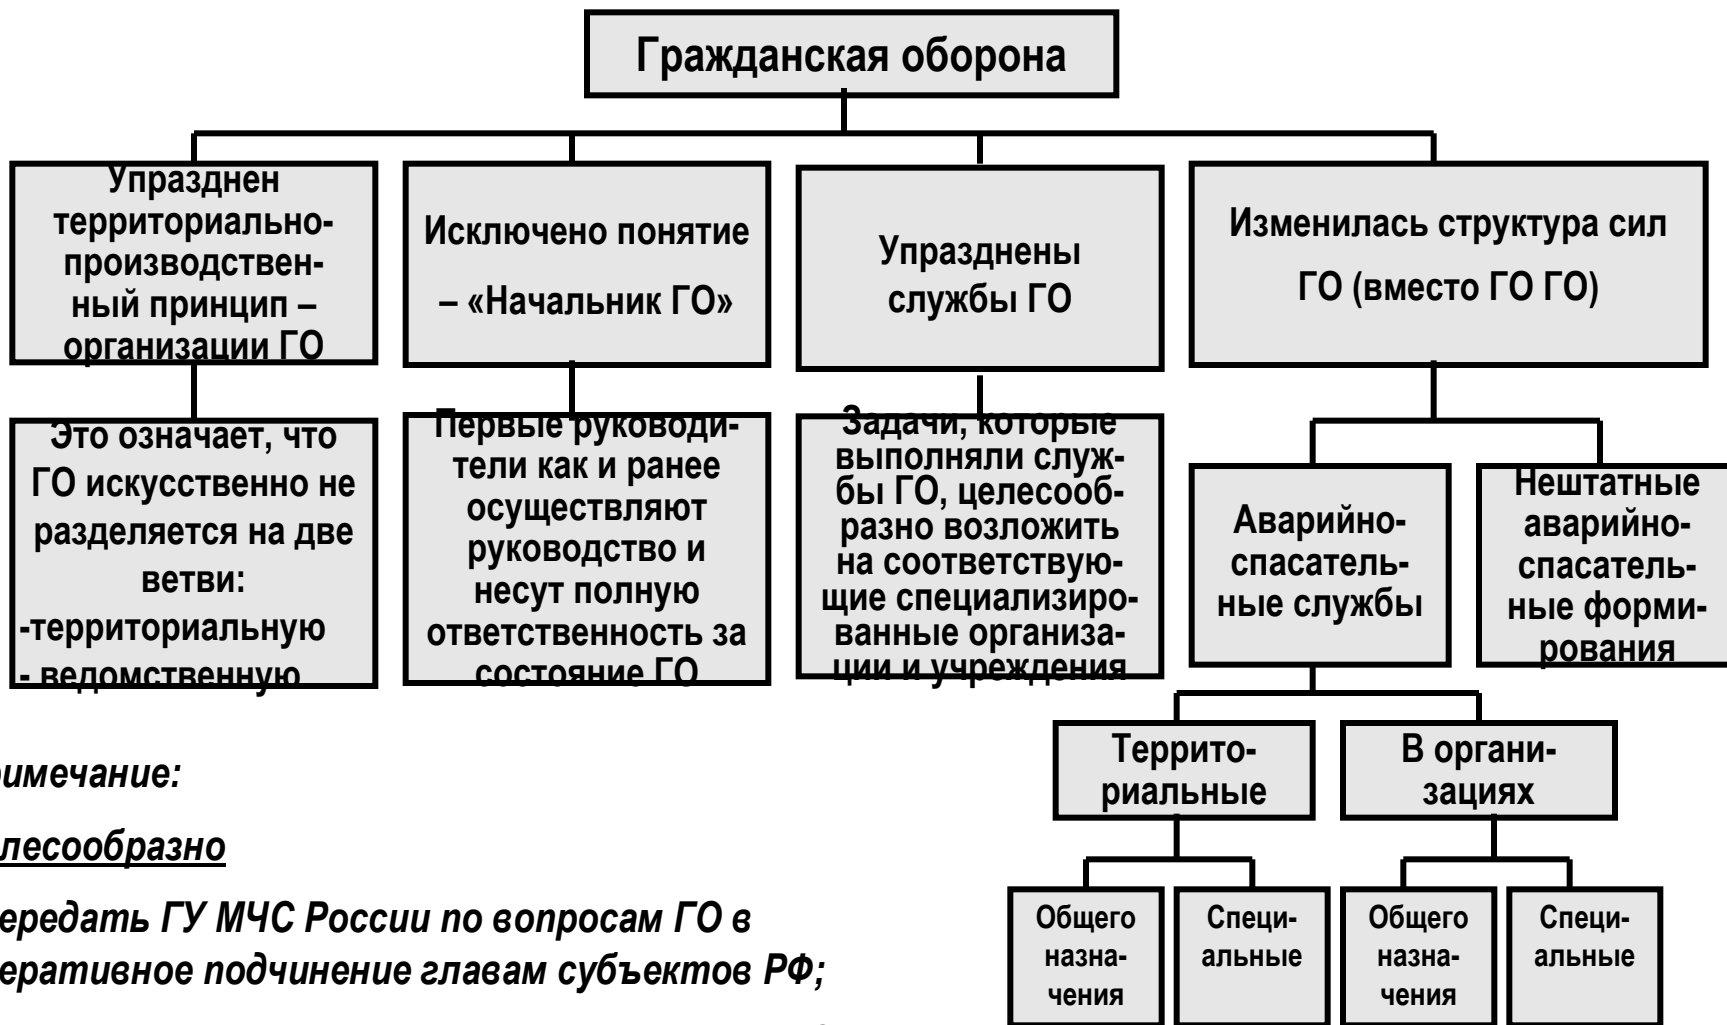 Гражданская оборона
Упразднен
территориально-
производствен-
ный принцип –
организации ГО
Исключено понятие
– «Начальник ГО»
Упразднены
службы ГО
Изменилась структура сил
ГО (вместо ГО ГО)
Это означает, что
ГО искусственно не
разделяется на две
ветви:
-территориальную
- ведомственную
Первые руководи-
тели как и ранее
осуществляют
руководство и
несут полную
ответственность за
состояние ГО
Задачи, которые
выполняли служ-
бы ГО, целесооб-
разно возложить
на соответствую-
щие специализиро-
ванные организа-
ции и учреждения
Аварийно-
спасатель-
ные службы
Нештатные
аварийно-
спасатель-
ные форми-
рования
Террито-
риальные
В органи-
зациях
Общего
назна-
чения
Специ-
альные
Общего
назна-
чения
Специ-
альные
римечание:
лесообразно
ередать ГУ МЧС России по вопросам ГО в
еративное подчинение главам субъектов РФ;